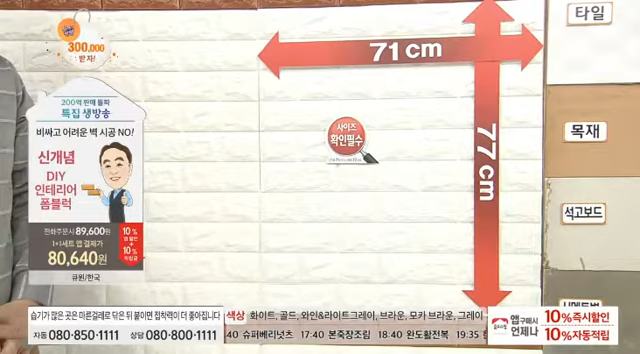 300,000
받자!
200억 판매 돌파
특집 생방송
비싸고 어려운 벽 시공 NO!
신개념
DIY
인테리어
폼블럭
전화주문시 89,600원
1+1세트 앱 결제가
80,640원
10%
+
10%
적립금
큐원/한국
71 cm
77 cm
사이즈
확인필수
타일
목재
석고보드
습기가 많은 곳은 마른걸레로 닦은 뒤 붙이면 접착력이 더 좋아집니다
색상 화이트, 골드, 와인&라이트그레이, 브라운, 모카 브라운, 그레이
자동 080·850·1111 상담 080·800·1111
:40 슈퍼베리넛츠 17:40 본죽장조림 18:40 완도활전복 19:35
앱구매시
언제나
10%즉시할인
10%자동적립